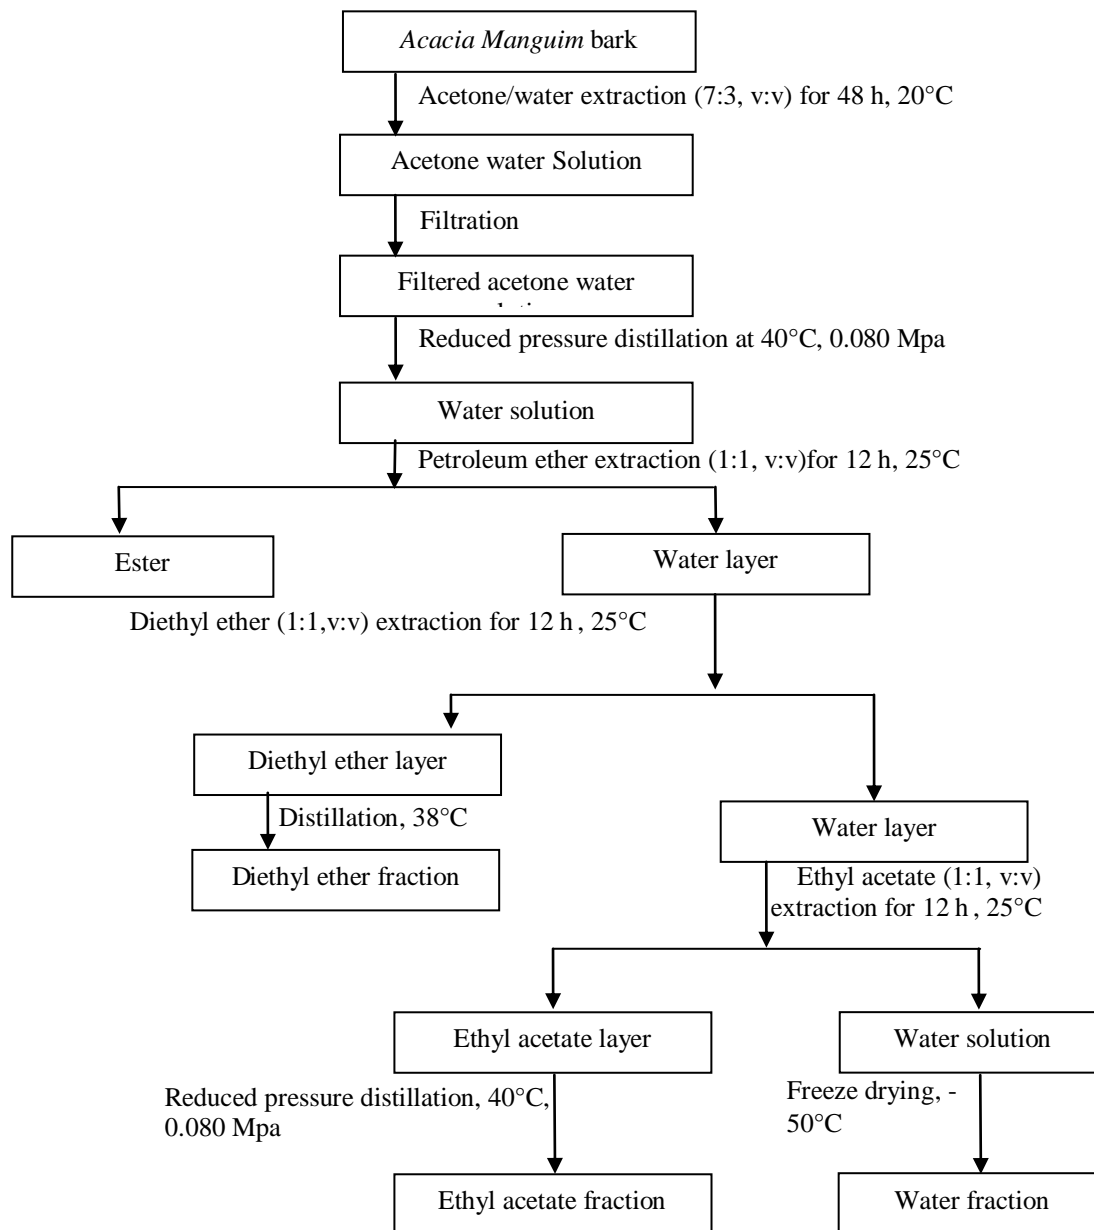 Acacia Manguim bark
Acetone/water extraction (7:3, v:v) for 48 h, 20°C
Acetone water Solution
Filtration
Filtered acetone water
Reduced pressure distillation at 40°C, 0.080 Mpa
Water solution
Petroleum ether extraction (1:1, v:v)for 12 h, 25°C
Ester
Water layer
Diethyl ether (1:1,v:v) extraction for 12 h , 25°C
Diethyl ether layer
Distillation, 38°C
Water layer
Diethyl ether fraction
Ethyl acetate (1:1, v:v)
extraction for 12 h , 25°C
Ethyl acetate layer
Water solution
Reduced pressure distillation, 40°C,
0.080 Mpa
Freeze drying, -
50°C
Ethyl acetate fraction
Water fraction